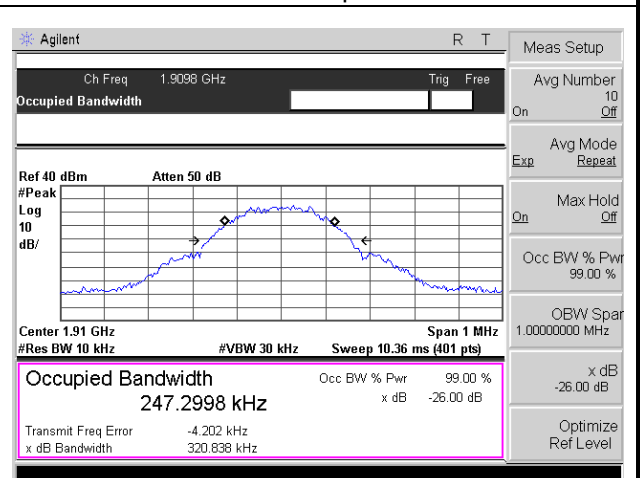 Agilent R T
Ch Freq 1.9098 GHz Trig Free
Occupied Bandwidth
Ref 40 dBm Atten 50 dB
#Peak
Log
10
dB/
Center 1.91 GHz Span 1 MHz
#Res BW 10 kHz #VBW 30 kHz Sweep 10.36 ms (401 pts)
Occupied Bandwidth Occ BW % Pwr 99.00 %
247.2998 kHz x dB -26.00 dB
Transmit Freq Error -4.202 kHz
x dB Bandwidth 320.838 kHz
Meas Setup
Avg Number
10
On Off
Avg Mode
Exp Repeat
Max Hold
On Off
Occ BW % Pwr
99.00 %
OBW Span
1.00000000 MHz
x dB
-26.00 dB
Optimize
Ref Level